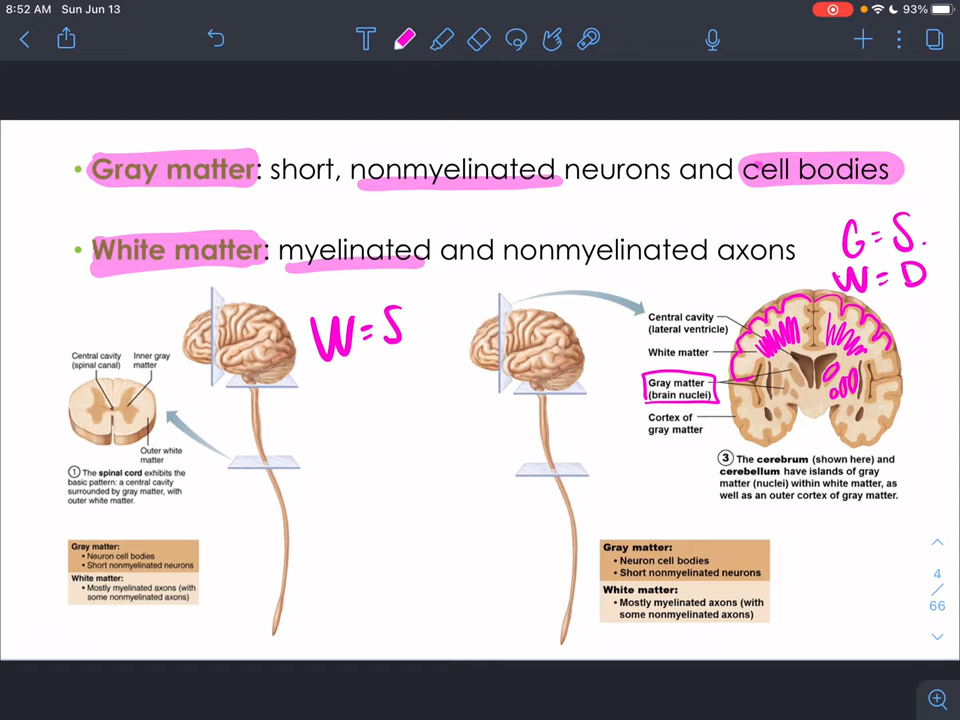 8:52 AM Sun Jun 13
93%
T
• Gray matter: short, nonmyelinated neurons and cell bodies
• White matter: myelinated and nonmyelinated axons
G = S.
W = D
W = S
Central cavity
(spinal canal)
Inner gray
matter
Outer white
matter
1 The spinal cord exhibits the
basic pattern: a central cavity
surrounded by gray matter, with
outer white matter.
Gray matter:
• Neuron cell bodies
• Short nonmyelinated neurons
White matter:
• Mostly myelinated axons (with
some nonmyelinated axons)
Central cavity
(lateral ventricle)
White matter
Gray matter
(brain nuclei)
Cortex of
gray matter
3 The cerebrum (shown here) and
cerebellum have islands of gray
matter (nuclei) within white matter, as
well as an outer cortex of gray matter.
Gray matter:
• Neuron cell bodies
• Short nonmyelinated neurons
White matter:
• Mostly myelinated axons (with
some nonmyelinated axons)
4
/
66